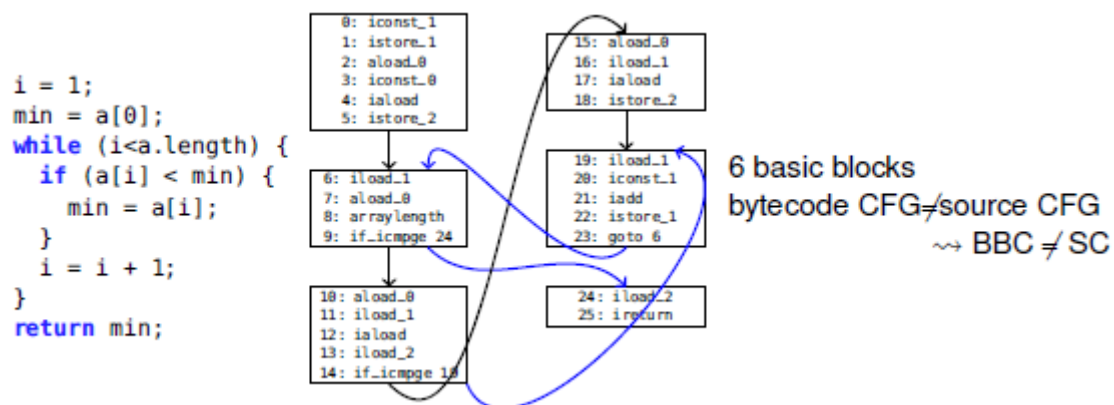 i = 1;
min = a[0];
while (i<a.length) {
if (a[i] < min) {
min = a[i];
}
i = i + 1;
}
return min;
0: iconst_1
1: istore_1
2: aload_0
3: iconst_0
4: iaload
5: istore_2
6: iload_1
7: aload_0
8: arraylength
9: if_icmpge 24
10: aload_0
11: iload_1
12: iaload
13: iload_2
14: if_icmpge 19
15: aload_0
16: iload_1
17: iaload
18: istore_2
19: iload_1
20: iconst_1
21: iadd
22: istore_1
23: goto 6
24: iload_2
25: ireturn
6 basic blocks
bytecode CFG≠source CFG
⇝ BBC ≠ SC